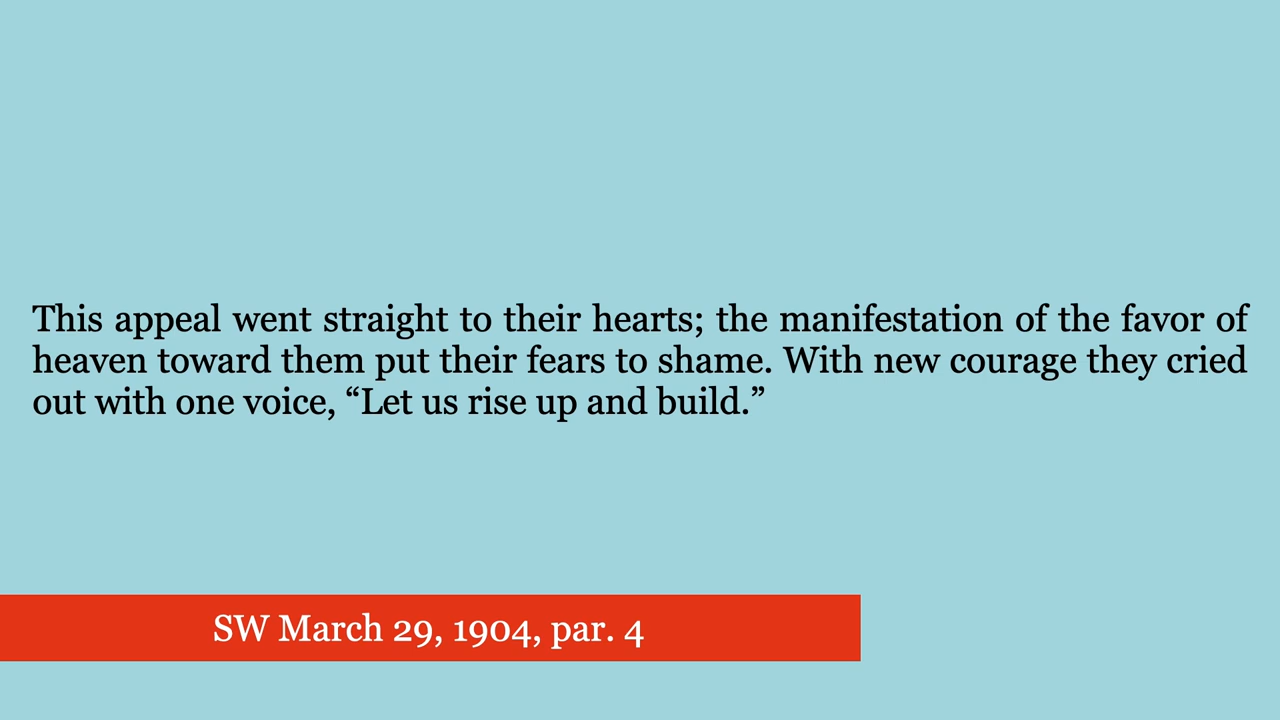 This appeal went straight to their hearts; the manifestation of the favor of
heaven toward them put their fears to shame. With new courage they cried
out with one voice, “Let us rise up and build.”
SW March 29, 1904, par. 4